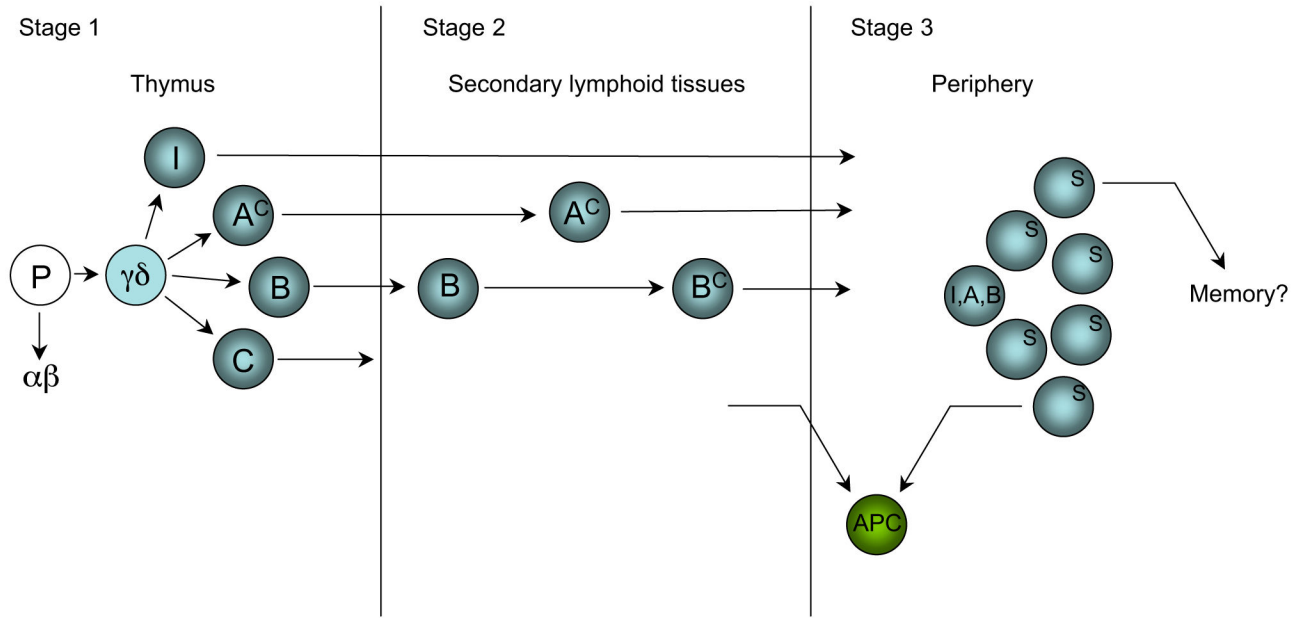 Stage 1
Stage 2
Stage 3
Thymus
Secondary lymphoid tissues
Periphery
I
A^C
A^C
P
γδ
B
B
B^C
C
αβ
S
S
S
I,A,B
S
S
S
Memory?
APC